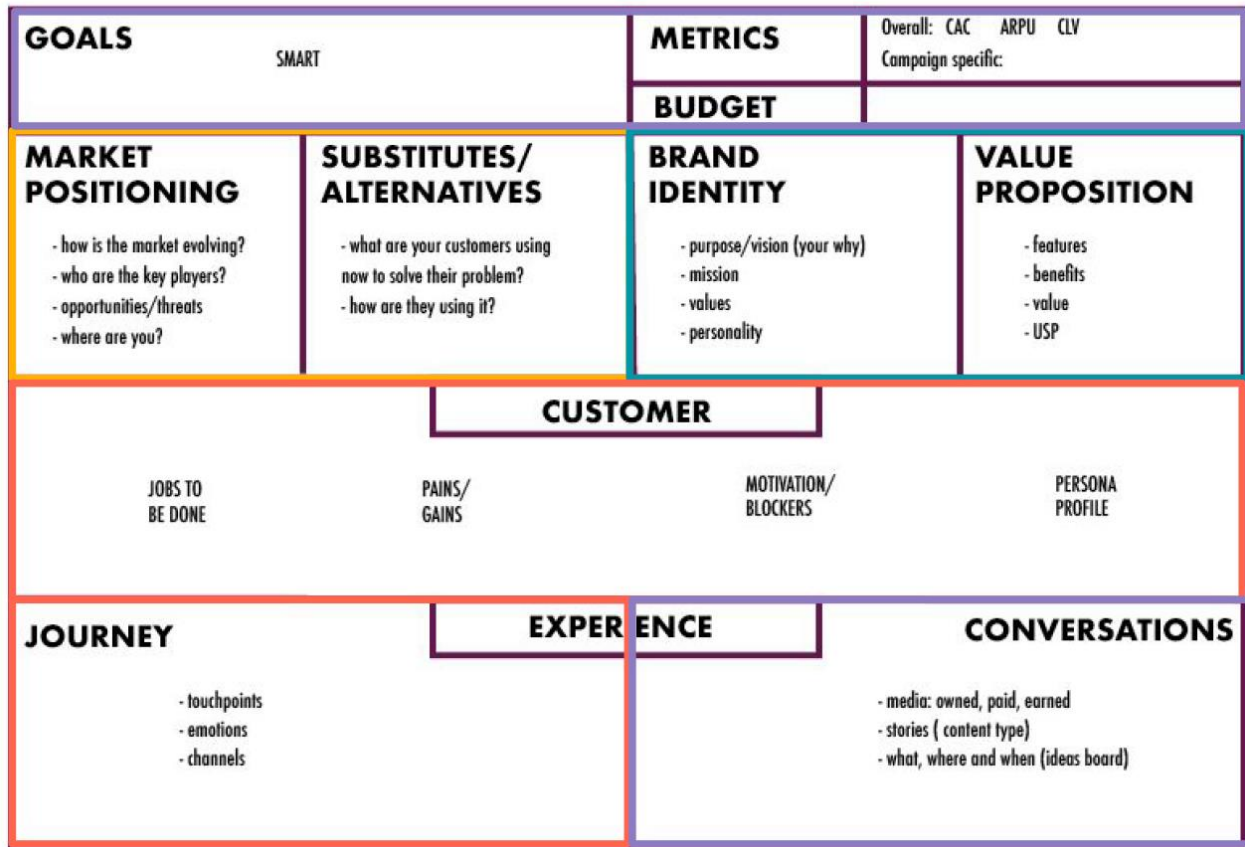 GOALS
SMART
METRICS
Overall: CAC ARPU CLV
Campaign specific:
BUDGET
MARKET
POSITIONING
- how is the market evolving?
- who are the key players?
- opportunities/threats
- where are you?
SUBSTITUTES/
ALTERNATIVES
- what are your customers using
now to solve their problem?
- how are they using it?
BRAND
IDENTITY
- purpose/vision (your why)
- mission
- values
- personality
VALUE
PROPOSITION
- features
- benefits
- value
- USP
CUSTOMER
JOBS TO
BE DONE
PAINS/
GAINS
MOTIVATION/
BLOCKERS
PERSONA
PROFILE
EXPERIENCE
JOURNEY
- touchpoints
- emotions
- channels
CONVERSATIONS
- media: owned, paid, earned
- stories ( content type)
- what, where and when (ideas board)